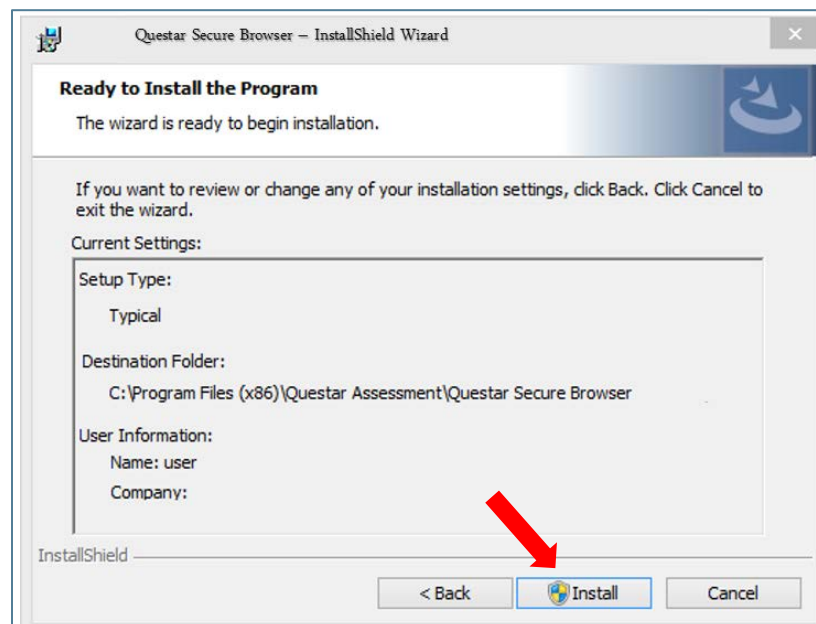 Questar Secure Browser – InstallShield Wizard
Ready to Install the Program
The wizard is ready to begin installation.
If you want to review or change any of your installation settings, click Back. Click Cancel to
exit the wizard.
Current Settings:
Setup Type:
Typical
Destination Folder:
C:\Program Files (x86)\Questar Assessment\Questar Secure Browser
User Information:
Name: user
Company:
InstallShield
< Back Install Cancel